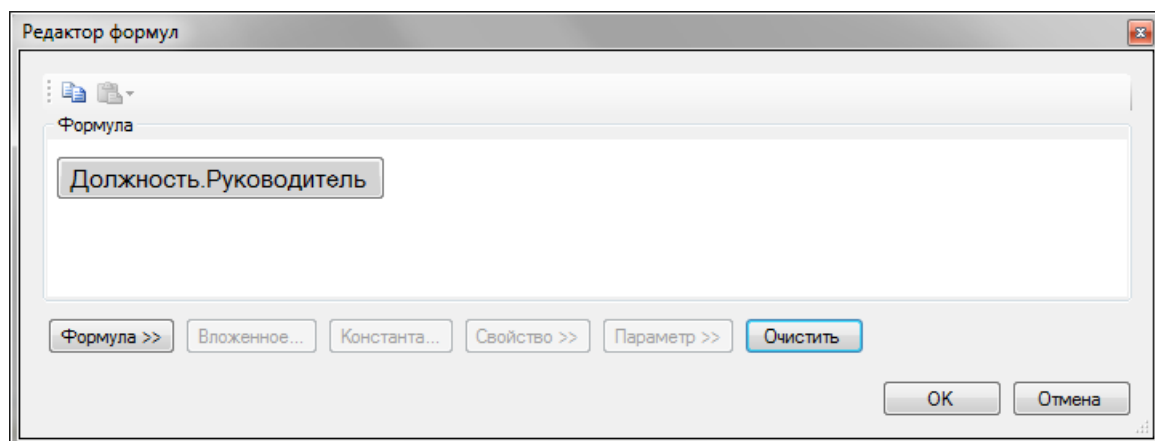 Редактор формул
Формула
Должность.Руководитель
Формула >> Вложенное... Константа... Свойство >> Параметр >> Очистить
OK Отмена